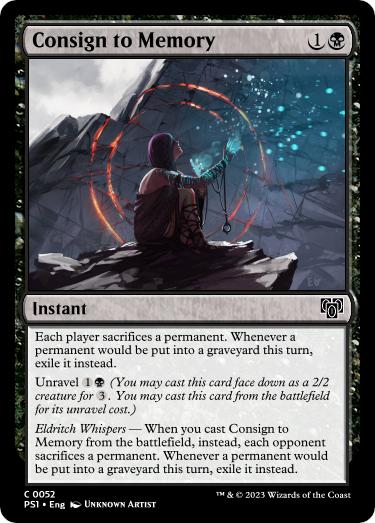 Consign to Memory 1
Instant
Each player sacrifices a permanent. Whenever a
permanent would be put into a graveyard this turn,
exile it instead.
Unravel 1 (You may cast this card face down as a 2/2
creature for 3 . You may cast this card from the battlefield
for its unravel cost.)
Eldritch Whispers — When you cast Consign to
Memory from the battlefield, instead, each opponent
sacrifices a permanent. Whenever a permanent would
be put into a graveyard this turn, exile it instead.
C 0052
PS1 • Eng Unknown Artist
™ & © 2023 Wizards of the Coast